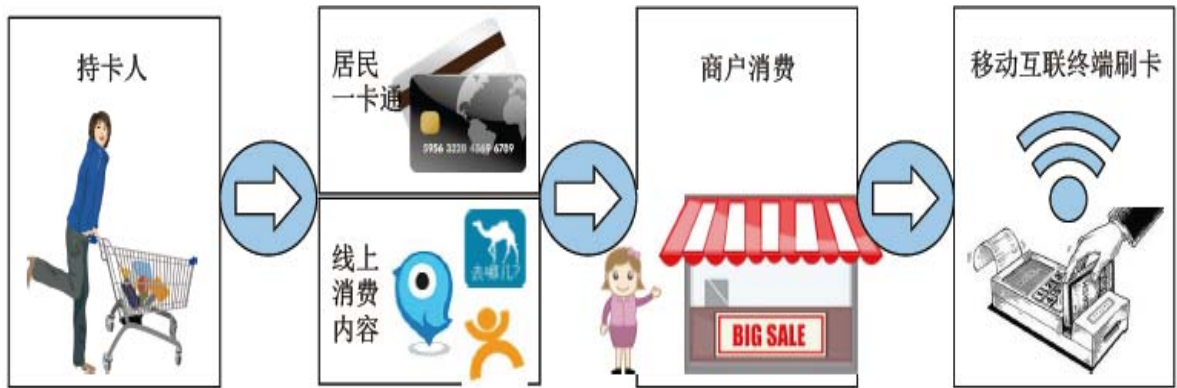 持卡人
居民
一卡通
5956 3228 4569 6789
线上
消费
内容
去哪儿?
商户消费
BIG SALE
移动互联终端刷卡